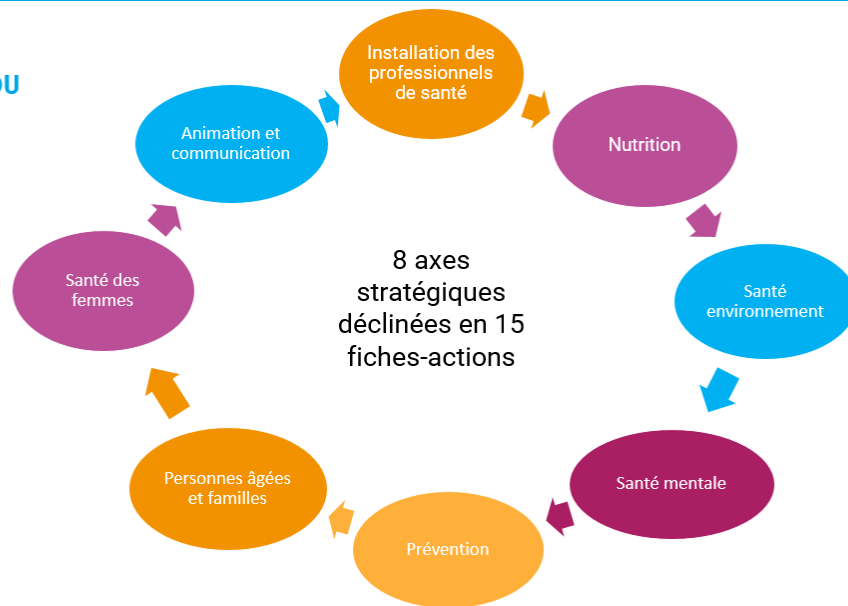 OU
Installation des
professionnels
de santé
Animation et
communication
Nutrition
Santé des
femmes
8 axes
stratégiques
déclinées en 15
fiches-actions
Santé
environnement
Personnes âgées
et familles
Santé mentale
Prévention